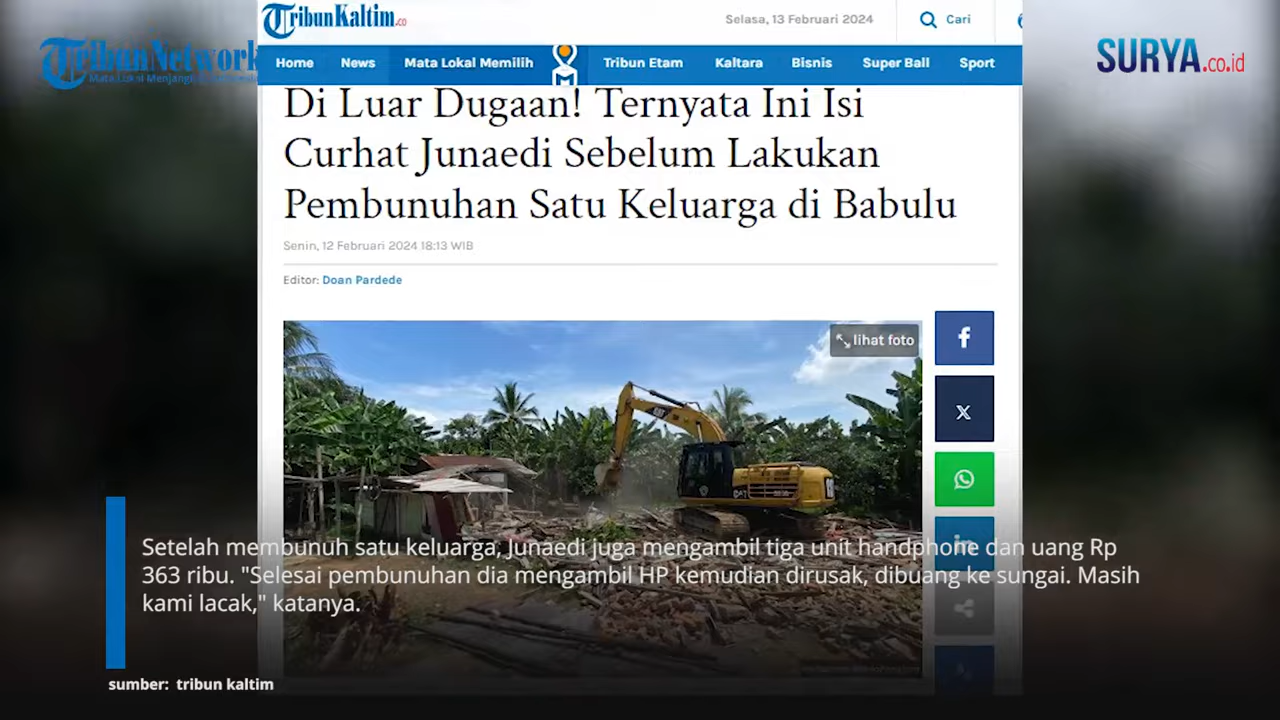 TribunKaltim.co
Selasa, 13 Februari 2024
Cari
TribunNetwork
SURYA.co.id
Home News Mata Lokal Memilih Tribun Etam Kaltara Bisnis Super Ball Sport
Di Luar Dugaan! Ternyata Ini Isi
Curhat Junaedi Sebelum Lakukan
Pembunuhan Satu Keluarga di Babulu
Senin, 12 Februari 2024 18:13 WIB
Editor: Doan Pardede
lihat foto
CAT
Setelah membunuh satu keluarga, Junaedi juga mengambil tiga unit handphone dan uang Rp
363 ribu. "Selesai pembunuhan dia mengambil HP kemudian dirusak, dibuang ke sungai. Masih
kami lacak," katanya.
sumber: tribun kaltim